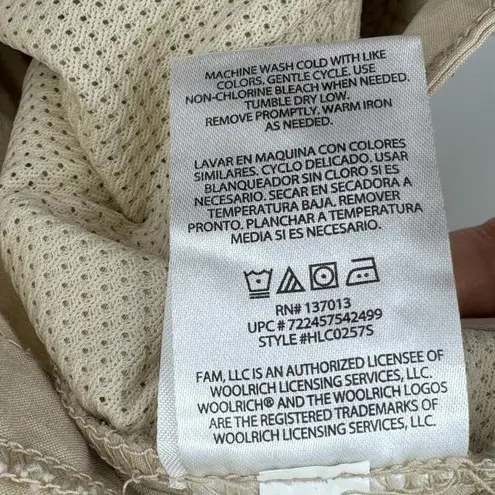 MACHINE WASH COLD WITH LIKE
COLORS. GENTLE CYCLE. USE
NON-CHLORINE BLEACH WHEN NEEDED.
TUMBLE DRY LOW.
REMOVE PROMPTLY. WARM IRON
AS NEEDED.
LAVAR EN MAQUINA CON COLORES
SIMILARES. CYCLO DELICADO. USAR
BLANQUEADOR SIN CLORO SI ES
NECESARIO. SECAR EN SECADORA A
TEMPERATURA BAJA. REMOVER
PRONTO. PLANCHAR A TEMPERATURA
MEDIA SI ES NECESARIO.
RN# 137013
UPC # 722457542499
STYLE #HLC0257S
FAM, LLC IS AN AUTHORIZED LICENSEE OF
WOOLRICH LICENSING SERVICES, LLC.
WOOLRICH® AND THE WOOLRICH LOGOS
ARE THE REGISTERED TRADEMARKS OF
WOOLRICH LICENSING SERVICES, LLC.